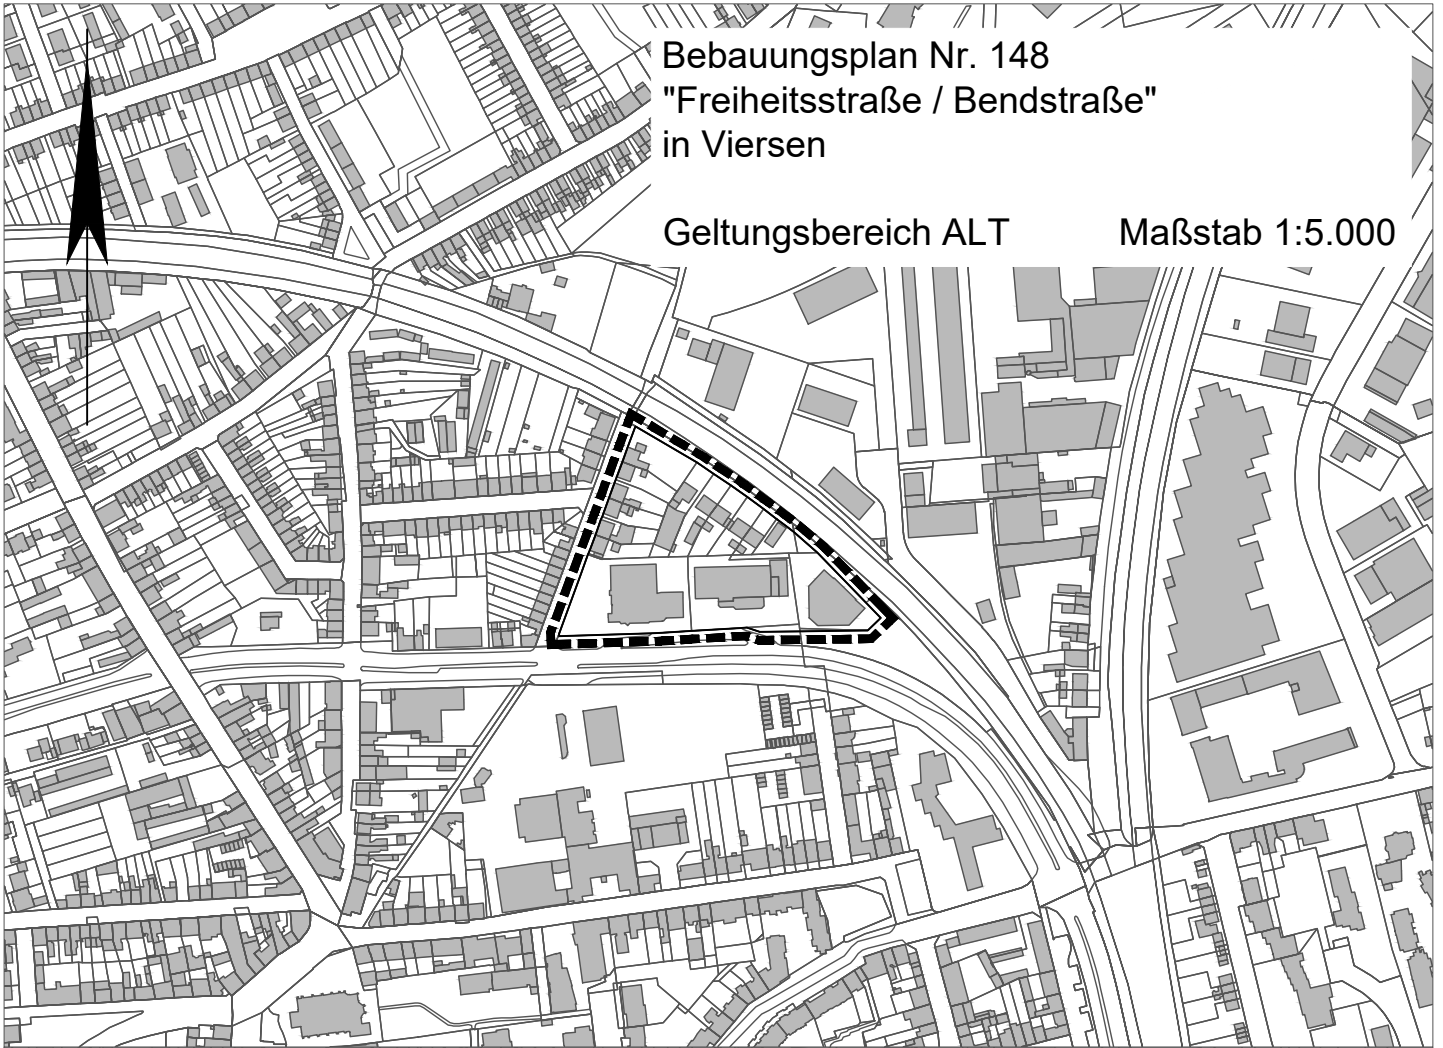 Bebauungsplan Nr. 148
"Freiheitsstraße / Bendstraße"
in Viersen
Geltungsbereich ALT Maßstab 1:5.000